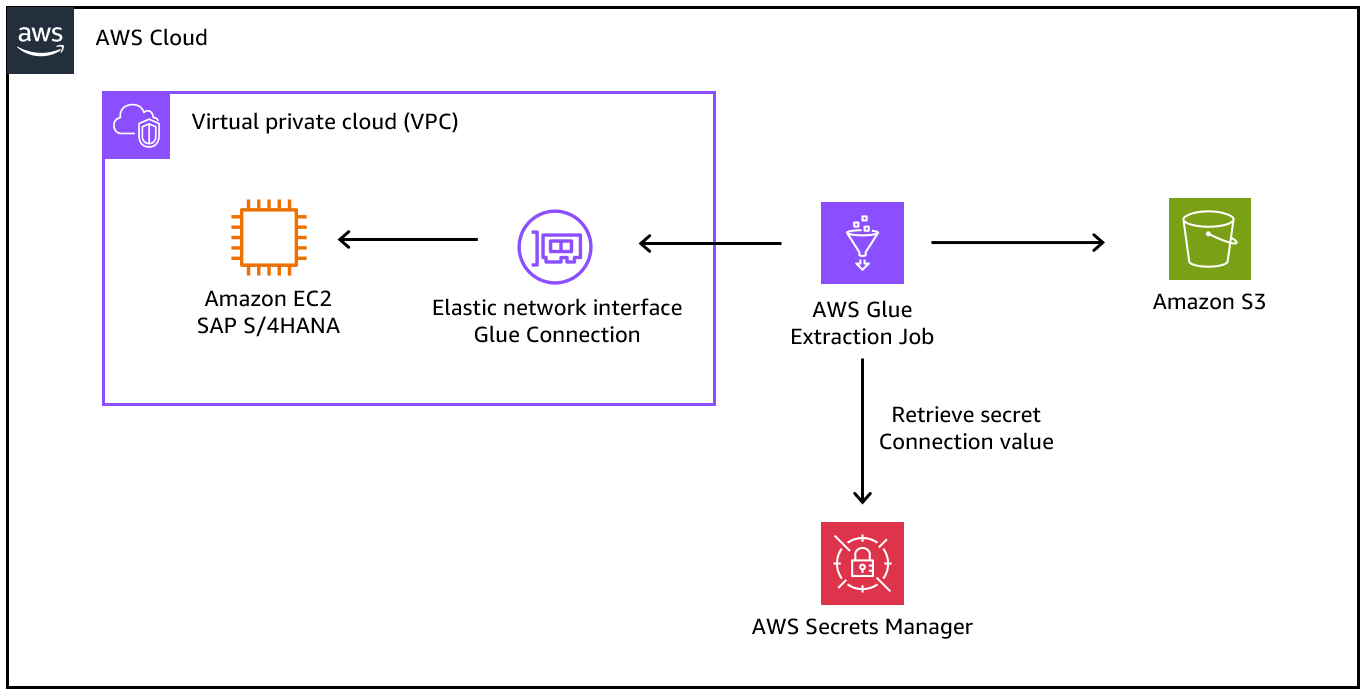 aws
AWS Cloud
Virtual private cloud (VPC)
Amazon EC2
SAP S/4HANA
Elastic network interface
Glue Connection
AWS Glue
Extraction Job
Amazon S3
Retrieve secret
Connection value
AWS Secrets Manager